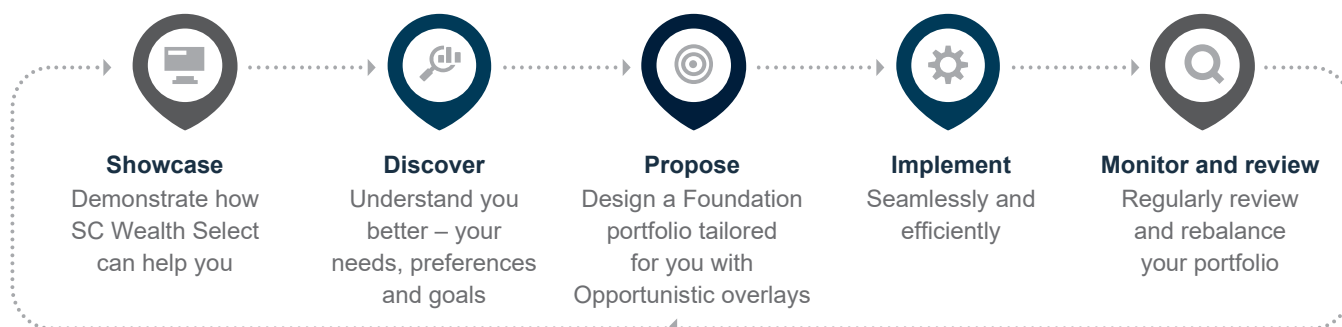 Showcase
Demonstrate how
SC Wealth Select
can help you
Discover
Understand you
better – your
needs, preferences
and goals
Propose
Design a Foundation
portfolio tailored
for you with
Opportunistic overlays
Implement
Seamlessly and
efficiently
Monitor and review
Regularly review
and rebalance
your portfolio